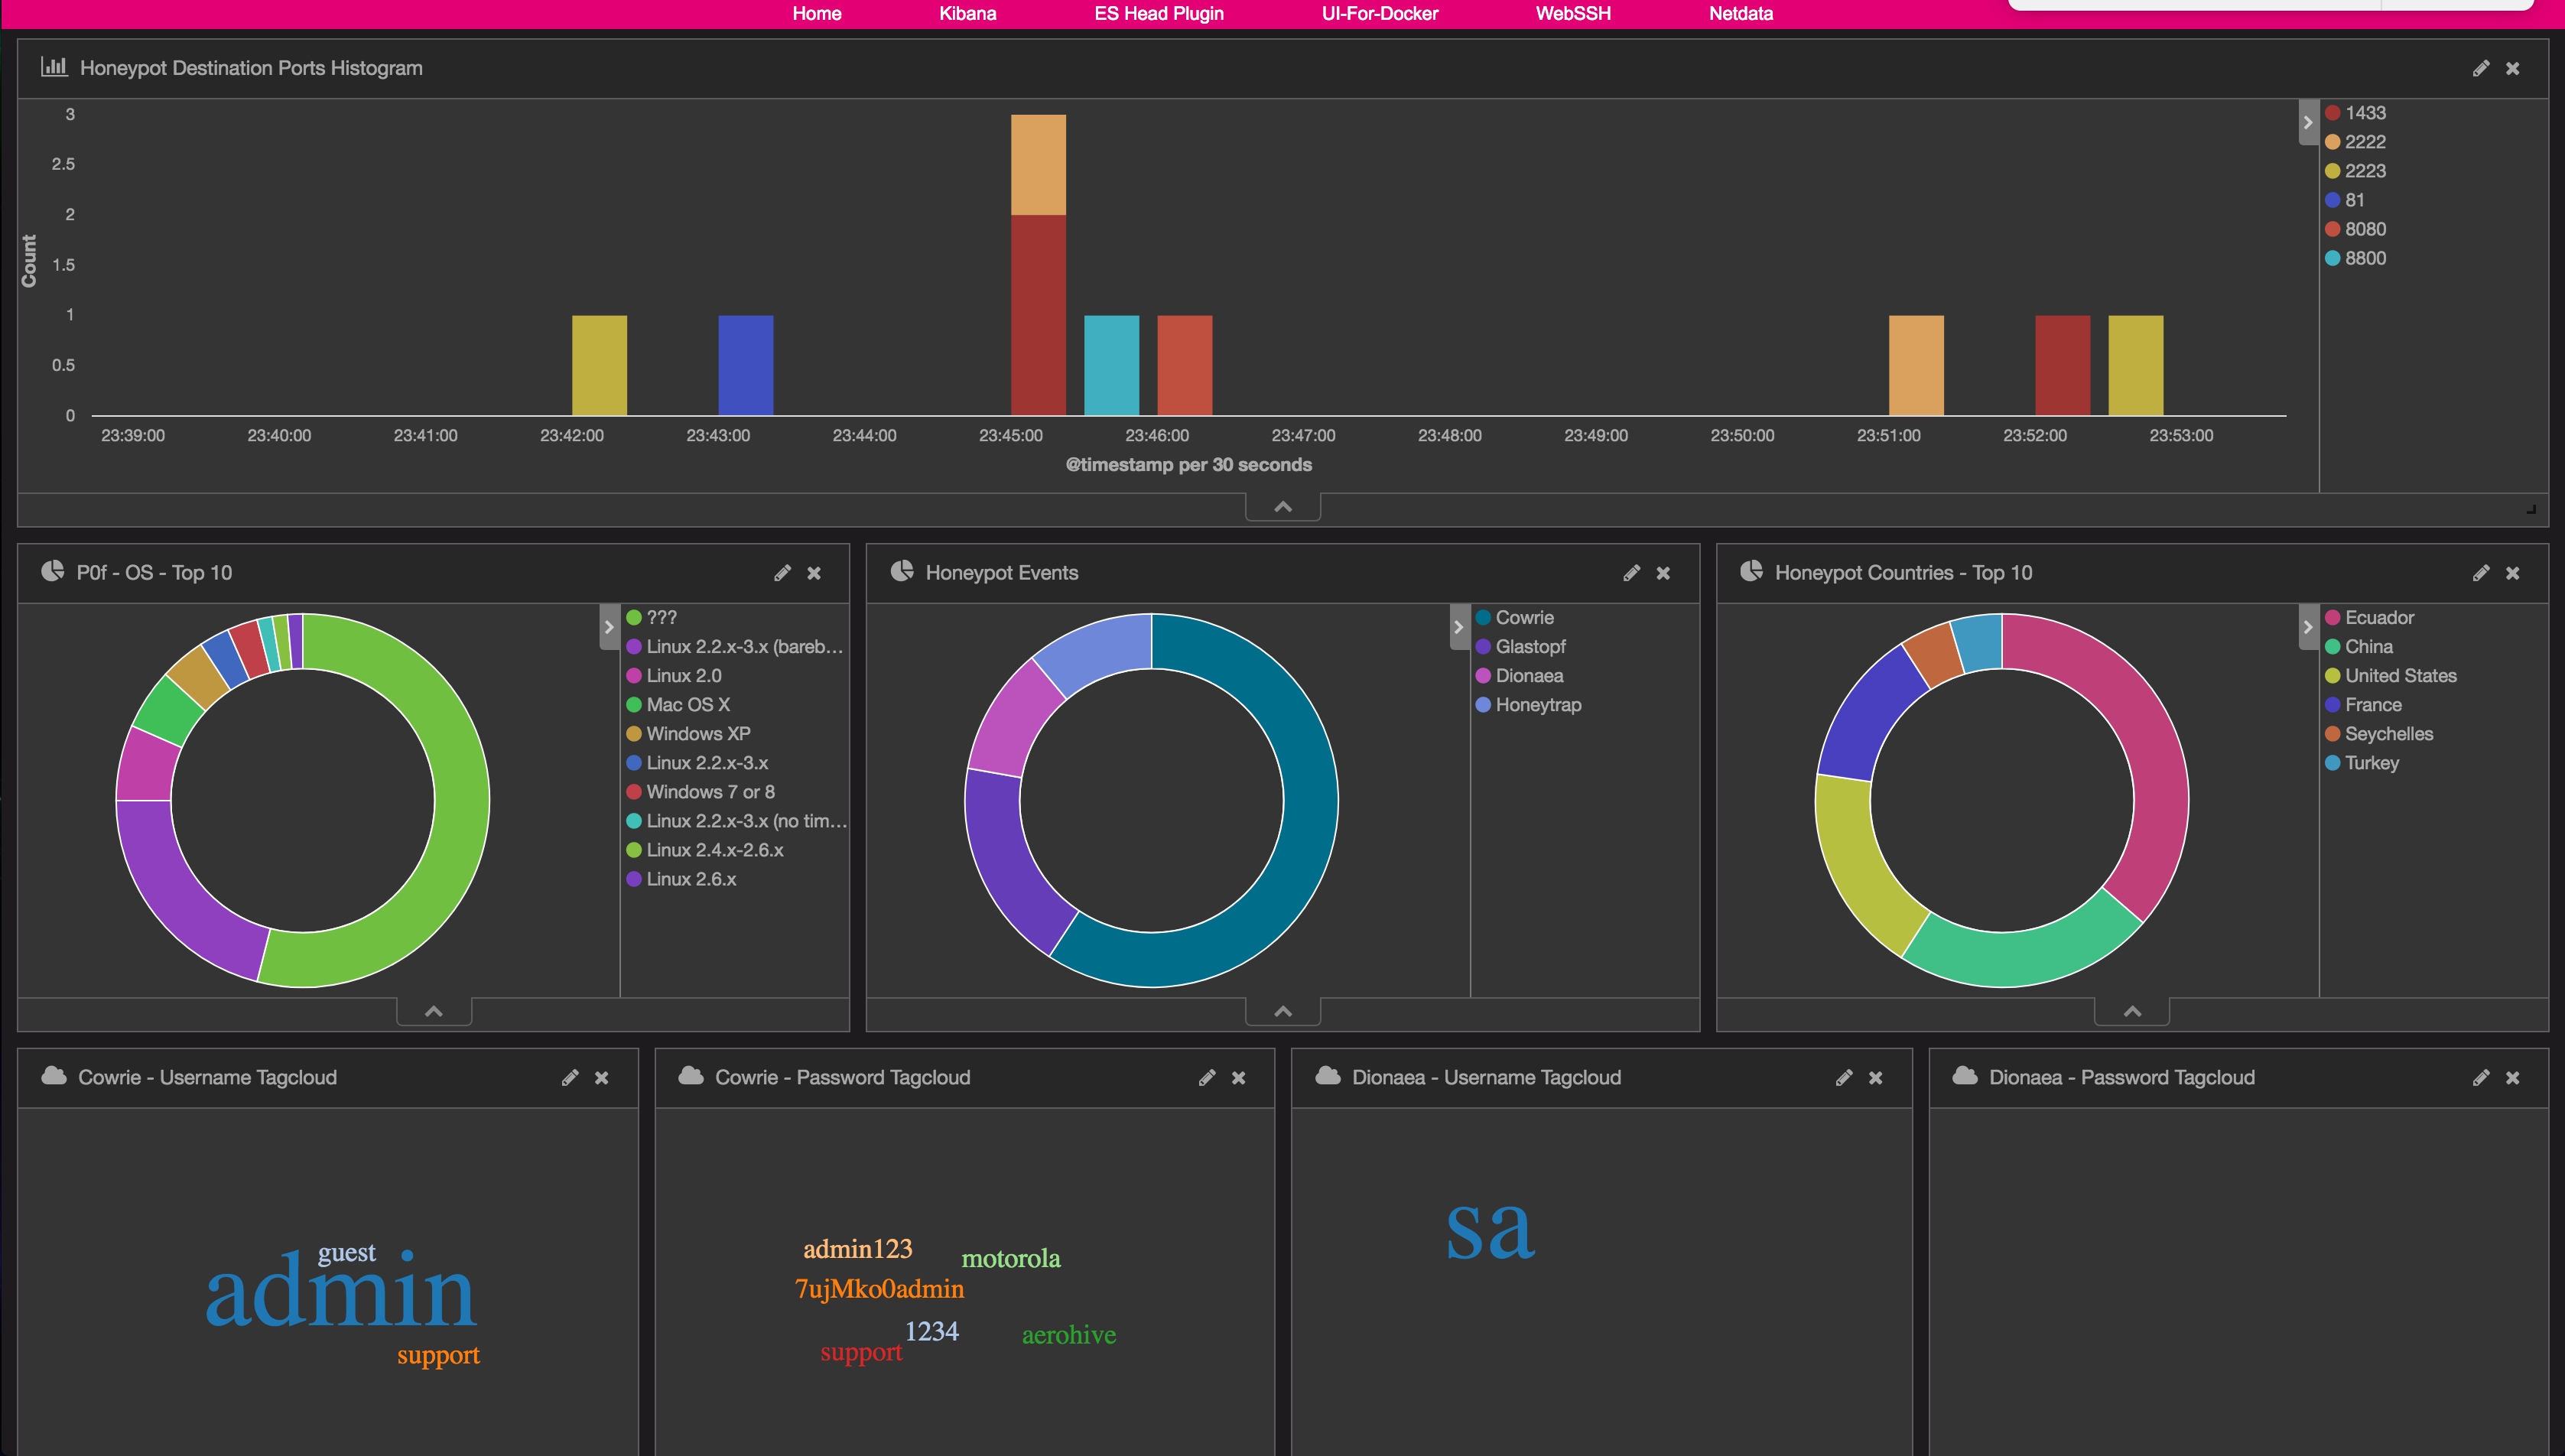 Home Kibana ES Head Plugin UI-For-Docker WebSSH Netdata
Honeypot Destination Ports Histogram
3
2.5
2
1.5
1
0.5
0
Count
23:39:00 23:40:00 23:41:00 23:42:00 23:43:00 23:44:00 23:45:00 23:46:00 23:47:00 23:48:00 23:49:00 23:50:00 23:51:00 23:52:00 23:53:00
@timestamp per 30 seconds
1433
2222
2223
81
8080
8800
P0f - OS - Top 10
???
Linux 2.2.x-3.x (bareb...
Linux 2.0
Mac OS X
Windows XP
Linux 2.2.x-3.x
Windows 7 or 8
Linux 2.2.x-3.x (no tim...
Linux 2.4.x-2.6.x
Linux 2.6.x
Honeypot Events
Cowrie
Glastopf
Dionaea
Honeytrap
Honeypot Countries - Top 10
Ecuador
China
United States
France
Seychelles
Turkey
Cowrie - Username Tagcloud
guest
admin
support
Cowrie - Password Tagcloud
admin123
motorola
7ujMko0admin
1234
aerohive
support
Dionaea - Username Tagcloud
sa
Dionaea - Password Tagcloud